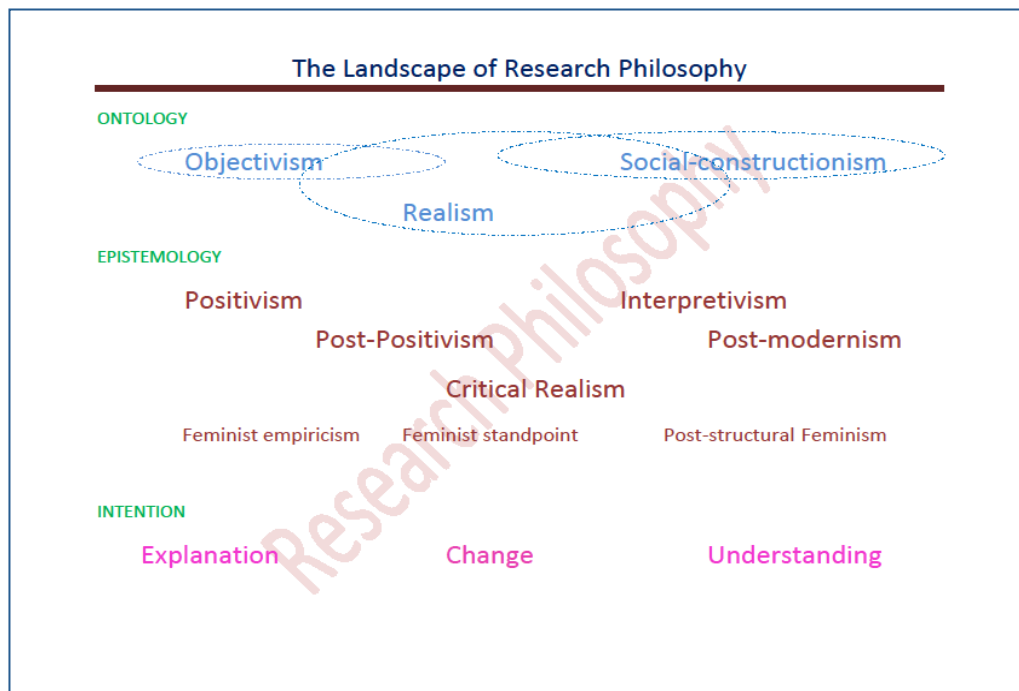 The Landscape of Research Philosophy
ONTOLOGY
Objectivism Social-constructionism
Realism
EPISTEMOLOGY
Positivism Interpretivism
Post-Positivism Post-modernism
Critical Realism
Feminist empiricism Feminist standpoint Post-structural Feminism
INTENTION
Explanation Change Understanding
Research Philosophy